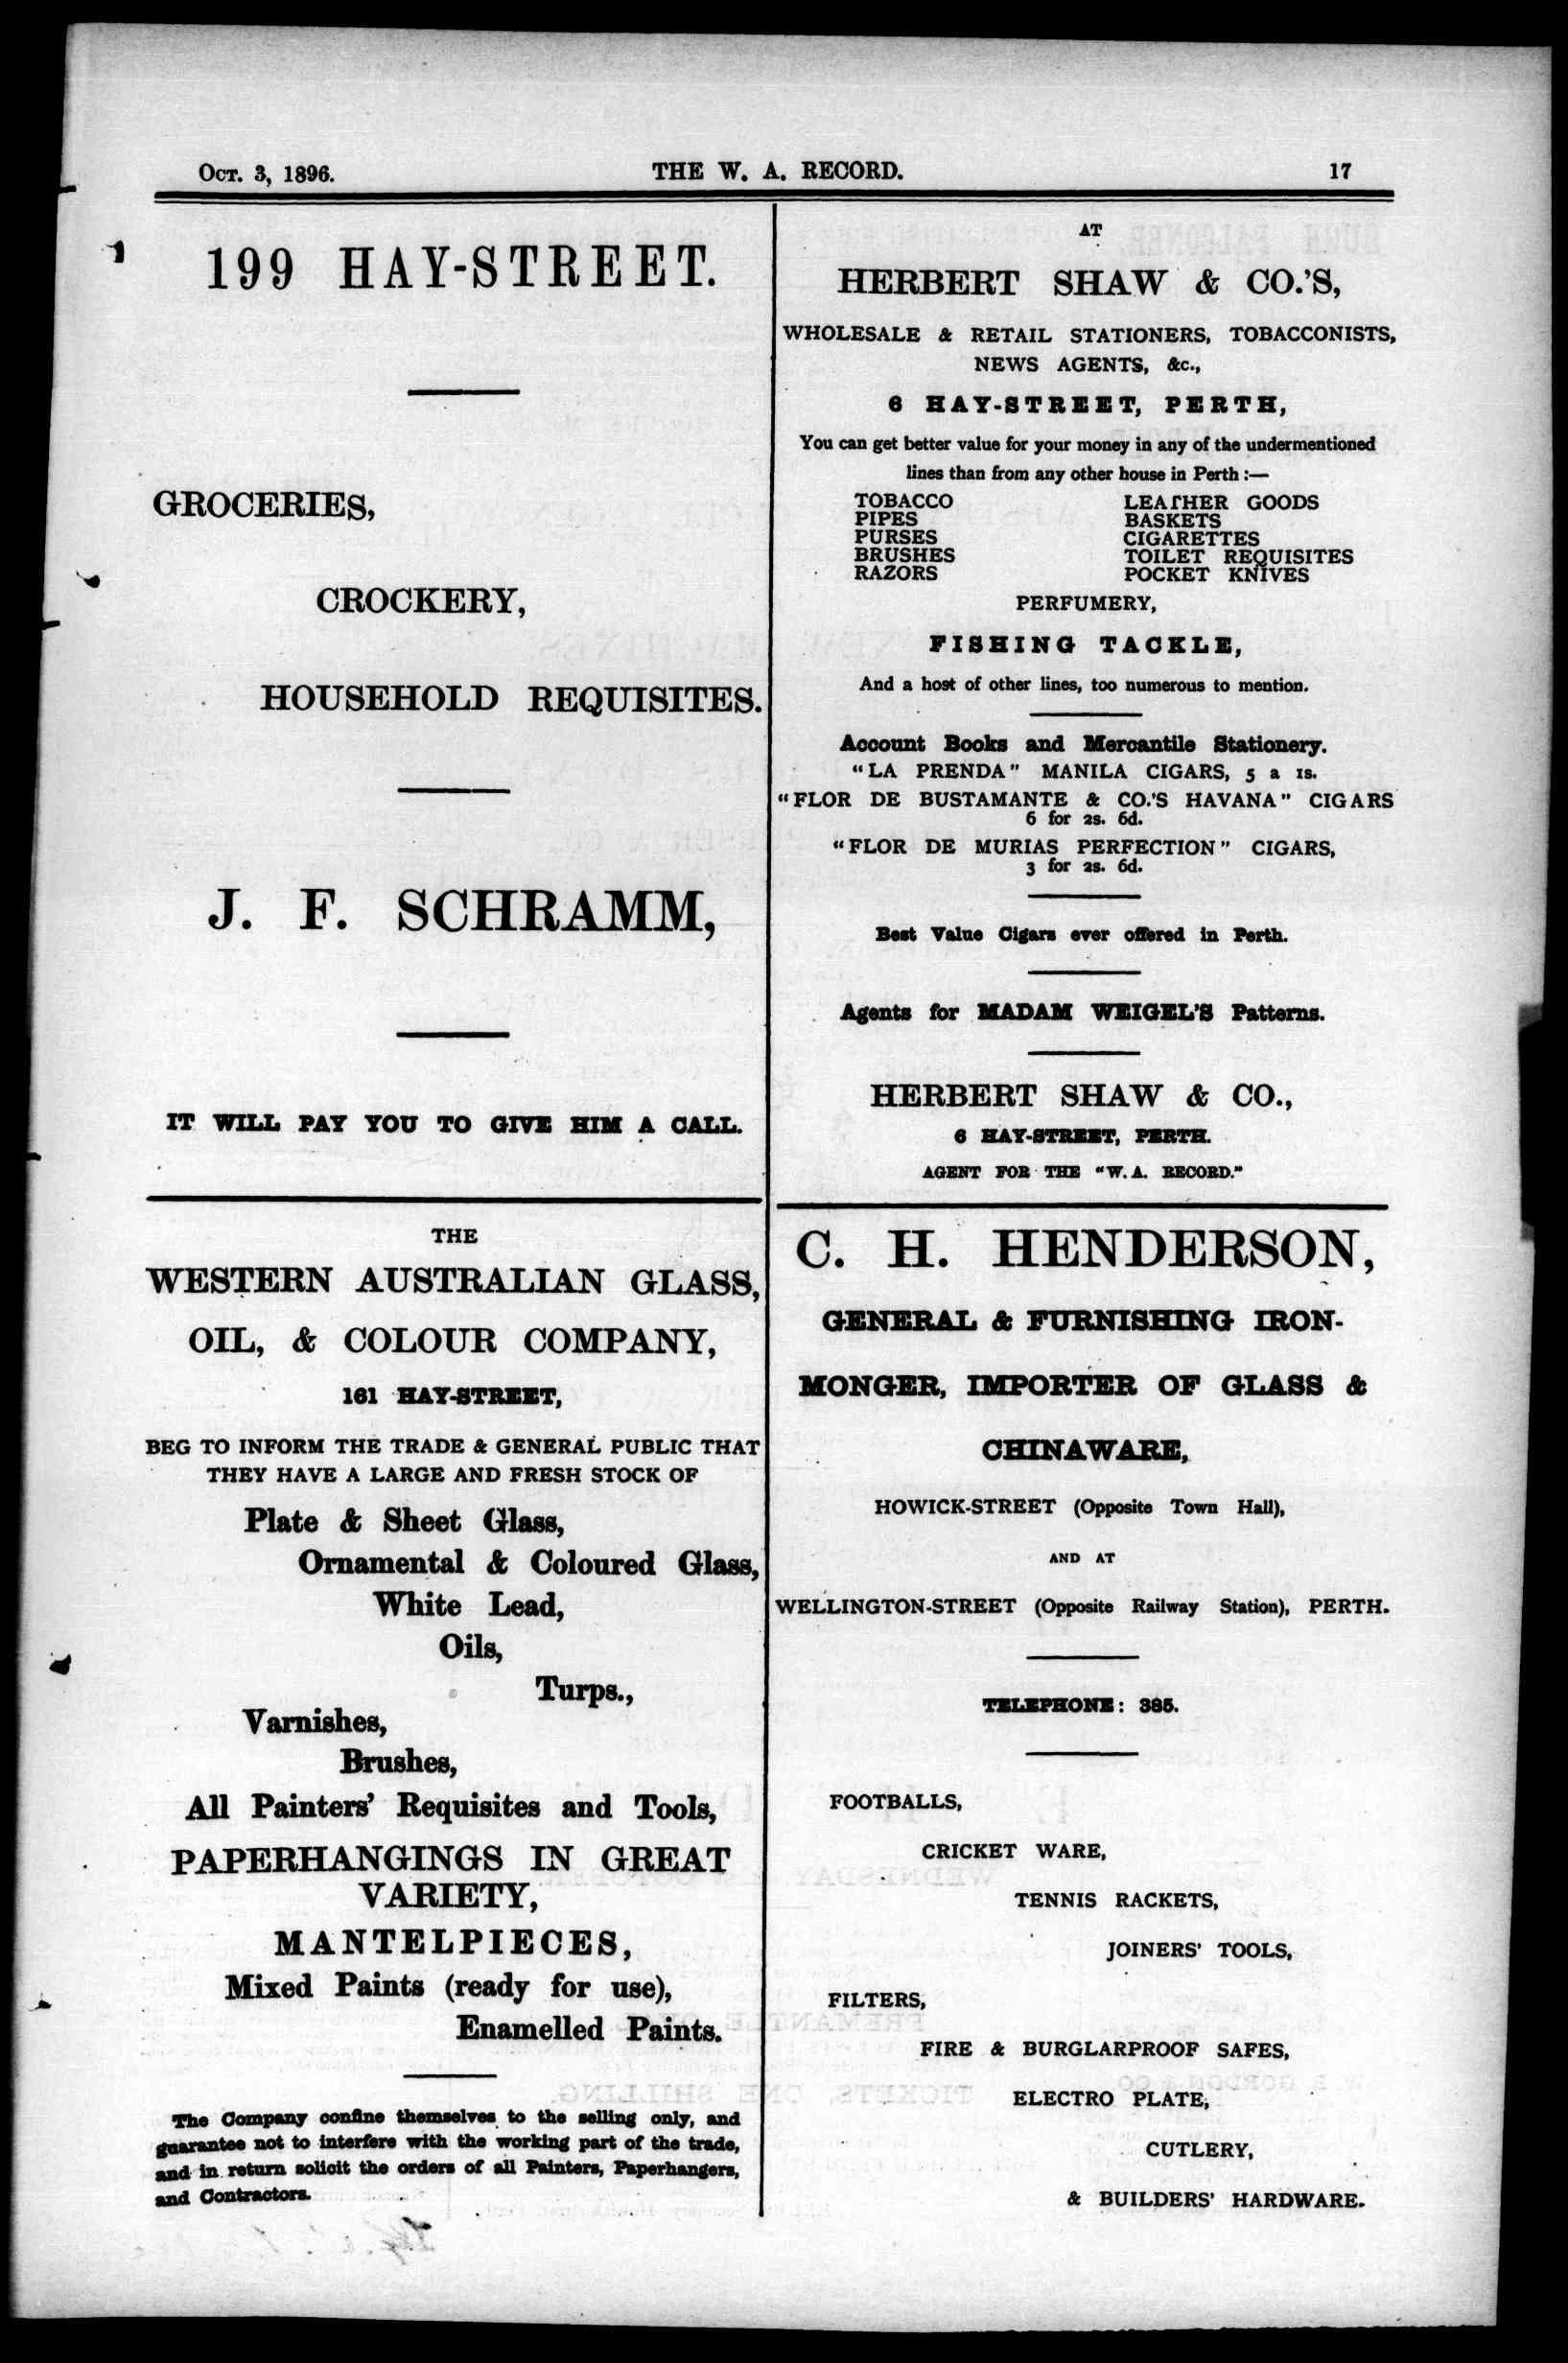 OCT. 3, 1896.
THE W. A. RECORD.
17
199 HAY-STREET.
GROCERIES,
CROCKERY,
HOUSEHOLD REQUISITES.
J. F. SCHRAMM,
IT WILL PAY YOU TO GIVE HIM A CALL.
THE
WESTERN AUSTRALIAN GLASS,
OIL, & COLOUR COMPANY,
161 HAY-STREET,
BEG TO INFORM THE TRADE & GENERAL PUBLIC THAT
THEY HAVE A LARGE AND FRESH STOCK OF
Plate & Sheet Glass,
Ornamental & Coloured Glass,
White Lead,
Oils,
Turps.,
Varnishes,
Brushes,
All Painters' Requisites and Tools,
PAPERHANGINGS IN GREAT
VARIETY,
MANTELPIECES,
Mixed Paints (ready for use),
Enamelled Paints.
The Company confine themselves to the selling only, and
guarantee not to interfere with the working part of the trade,
and in return solicit the orders of all Painters, Paperhangers,
and Contractors.
AT
HERBERT SHAW & CO.'S,
WHOLESALE & RETAIL STATIONERS, TOBACCONISTS,
NEWS AGENTS, &c.,
6 HAY-STREET, PERTH,
You can get better value for your money in any of the undermentioned
lines than from any other house in Perth :—
TOBACCO LEATHER GOODS
PIPES BASKETS
PURSES CIGARETTES
BRUSHES TOILET REQUISITES
RAZORS POCKET KNIVES
PERFUMERY,
FISHING TACKLE,
And a host of other lines, too numerous to mention.
Account Books and Mercantile Stationery.
"LA PRENDA" MANILA CIGARS, 5 a 1s.
"FLOR DE BUSTAMANTE & CO.'S HAVANA" CIGARS
6 for 2s. 6d.
"FLOR DE MURIAS PERFECTION" CIGARS,
3 for 2s. 6d.
Best Value Cigars ever offered in Perth.
Agents for MADAM WEIGEL'S Patterns.
HERBERT SHAW & CO.,
6 HAY-STREET, PERTH.
AGENT FOR THE "W. A. RECORD."
C. H. HENDERSON,
GENERAL & FURNISHING IRON-
MONGER, IMPORTER OF GLASS &
CHINAWARE,
HOWICK-STREET (Opposite Town Hall),
AND AT
WELLINGTON-STREET (Opposite Railway Station), PERTH.
TELEPHONE: 385.
FOOTBALLS,
CRICKET WARE,
TENNIS RACKETS,
JOINERS' TOOLS,
FILTERS,
FIRE & BURGLARPROOF SAFES,
ELECTRO PLATE,
CUTLERY,
& BUILDERS' HARDWARE.